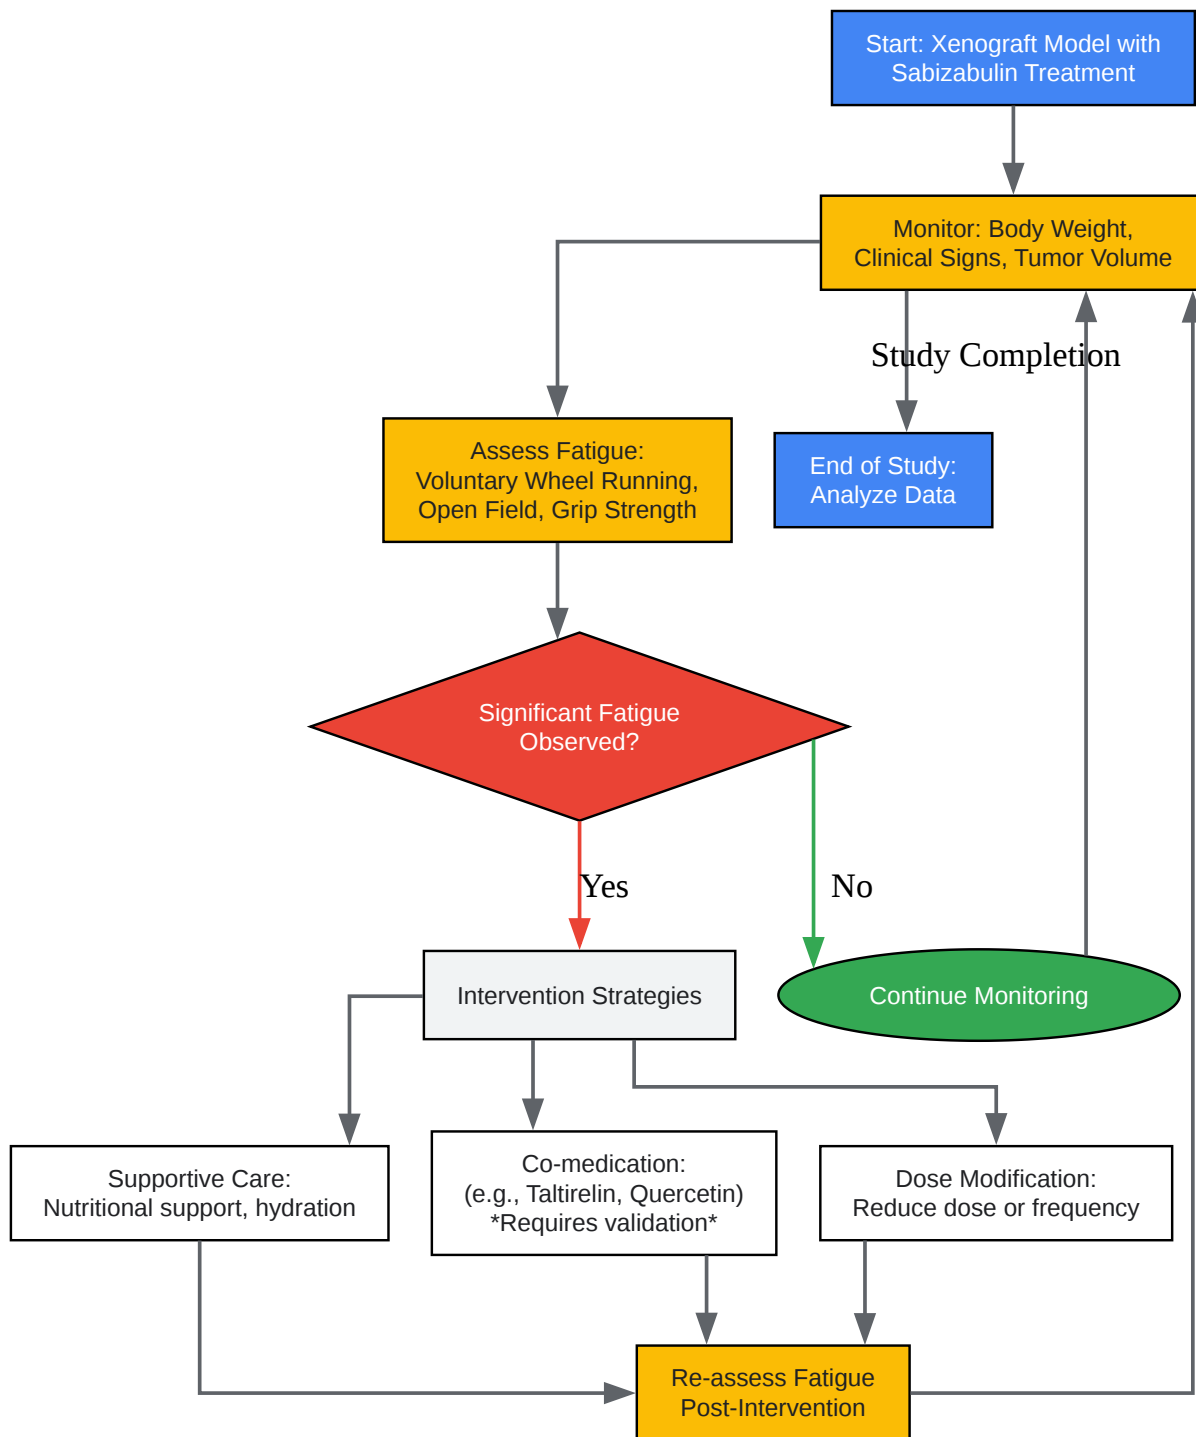 Start: Xenograft Model with
Sabizabulin Treatment
Monitor: Body Weight,
Clinical Signs, Tumor Volume
Study Completion
Assess Fatigue:
Voluntary Wheel Running,
Open Field, Grip Strength
End of Study:
Analyze Data
Significant Fatigue
Observed?
Yes
No
Intervention Strategies
Continue Monitoring
Supportive Care:
Nutritional support, hydration
Co-medication:
(e.g., Taltirelin, Quercetin)
*Requires validation*
Dose Modification:
Reduce dose or frequency
Re-assess Fatigue
Post-Intervention